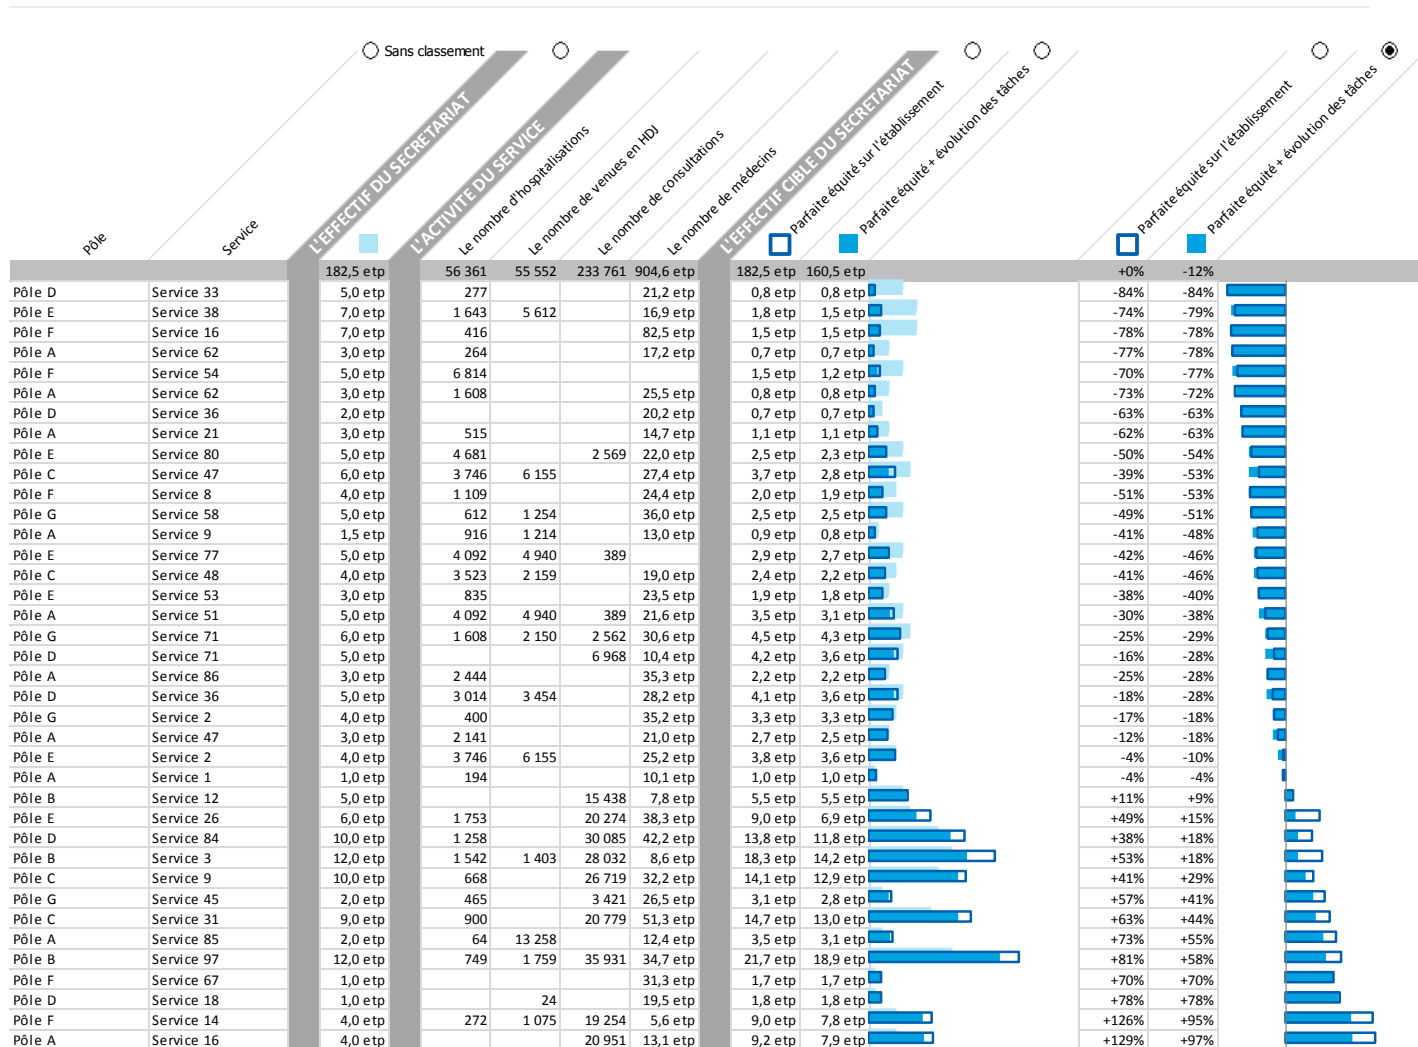 Sans classement
Pôle Service L'EFFECTIF DU SECRETARIAT L'ACTIVITE DU SERVICE Le nombre d'hospitalisations Le nombre de venues en HDJ Le nombre de consultations Le nombre de médecins L'EFFECTIF CIBLE DU SECRETARIAT Parfaite équité sur l'établissement Parfaite équité + évolution des tâches Parfaite équité sur l'établissement Parfaite équité + évolution des tâches
182,5 etp 56 361 55 552 233 761 904,6 etp 182,5 etp 160,5 etp +0% -12%
Pôle D Service 33 5,0 etp 277 21,2 etp 0,8 etp 0,8 etp -84% -84%
Pôle E Service 38 7,0 etp 1 643 5 612 16,9 etp 1,8 etp 1,5 etp -74% -79%
Pôle F Service 16 7,0 etp 416 82,5 etp 1,5 etp 1,5 etp -78% -78%
Pôle A Service 62 3,0 etp 264 17,2 etp 0,7 etp 0,7 etp -77% -78%
Pôle F Service 54 5,0 etp 6 814 1,5 etp 1,2 etp -70% -77%
Pôle A Service 62 3,0 etp 1 608 25,5 etp 0,8 etp 0,8 etp -73% -72%
Pôle D Service 36 2,0 etp 20,2 etp 0,7 etp 0,7 etp -63% -63%
Pôle A Service 21 3,0 etp 515 14,7 etp 1,1 etp 1,1 etp -62% -63%
Pôle E Service 80 5,0 etp 4 681 2 569 22,0 etp 2,5 etp 2,3 etp -50% -54%
Pôle C Service 47 6,0 etp 3 746 6 155 27,4 etp 3,7 etp 2,8 etp -39% -53%
Pôle F Service 8 4,0 etp 1 109 24,4 etp 2,0 etp 1,9 etp -51% -53%
Pôle G Service 58 5,0 etp 612 1 254 36,0 etp 2,5 etp 2,5 etp -49% -51%
Pôle A Service 9 1,5 etp 916 1 214 13,0 etp 0,9 etp 0,8 etp -41% -48%
Pôle E Service 77 5,0 etp 4 092 4 940 389 2,9 etp 2,7 etp -42% -46%
Pôle C Service 48 4,0 etp 3 523 2 159 19,0 etp 2,4 etp 2,2 etp -41% -46%
Pôle E Service 53 3,0 etp 835 23,5 etp 1,9 etp 1,8 etp -38% -40%
Pôle A Service 51 5,0 etp 4 092 4 940 389 21,6 etp 3,5 etp 3,1 etp -30% -38%
Pôle G Service 71 6,0 etp 1 608 2 150 2 562 30,6 etp 4,5 etp 4,3 etp -25% -29%
Pôle D Service 71 5,0 etp 6 968 10,4 etp 4,2 etp 3,6 etp -16% -28%
Pôle A Service 86 3,0 etp 2 444 35,3 etp 2,2 etp 2,2 etp -25% -28%
Pôle D Service 36 5,0 etp 3 014 3 454 28,2 etp 4,1 etp 3,6 etp -18% -28%
Pôle G Service 2 4,0 etp 400 35,2 etp 3,3 etp 3,3 etp -17% -18%
Pôle A Service 47 3,0 etp 2 141 21,0 etp 2,7 etp 2,5 etp -12% -18%
Pôle E Service 2 4,0 etp 3 746 6 155 25,2 etp 3,8 etp 3,6 etp -4% -10%
Pôle A Service 1 1,0 etp 194 10,1 etp 1,0 etp 1,0 etp -4% -4%
Pôle B Service 12 5,0 etp 15 438 7,8 etp 5,5 etp 5,5 etp +11% +9%
Pôle E Service 26 6,0 etp 1 753 20 274 38,3 etp 9,0 etp 6,9 etp +49% +15%
Pôle D Service 84 10,0 etp 1 258 30 085 42,2 etp 13,8 etp 11,8 etp +38% +18%
Pôle B Service 3 12,0 etp 1 542 1 403 28 032 8,6 etp 18,3 etp 14,2 etp +53% +18%
Pôle C Service 9 10,0 etp 668 26 719 32,2 etp 14,1 etp 12,9 etp +41% +29%
Pôle G Service 45 2,0 etp 465 3 421 26,5 etp 3,1 etp 2,8 etp +57% +41%
Pôle C Service 31 9,0 etp 900 20 779 51,3 etp 14,7 etp 13,0 etp +63% +44%
Pôle A Service 85 2,0 etp 64 13 258 12,4 etp 3,5 etp 3,1 etp +73% +55%
Pôle B Service 97 12,0 etp 749 1 759 35 931 34,7 etp 21,7 etp 18,9 etp +81% +58%
Pôle F Service 67 1,0 etp 31,3 etp 1,7 etp 1,7 etp +70% +70%
Pôle D Service 18 1,0 etp 24 19,5 etp 1,8 etp 1,8 etp +78% +78%
Pôle F Service 14 4,0 etp 272 1 075 19 254 5,6 etp 9,0 etp 7,8 etp +126% +95%
Pôle A Service 16 4,0 etp 20 951 13,1 etp 9,2 etp 7,9 etp +129% +97%